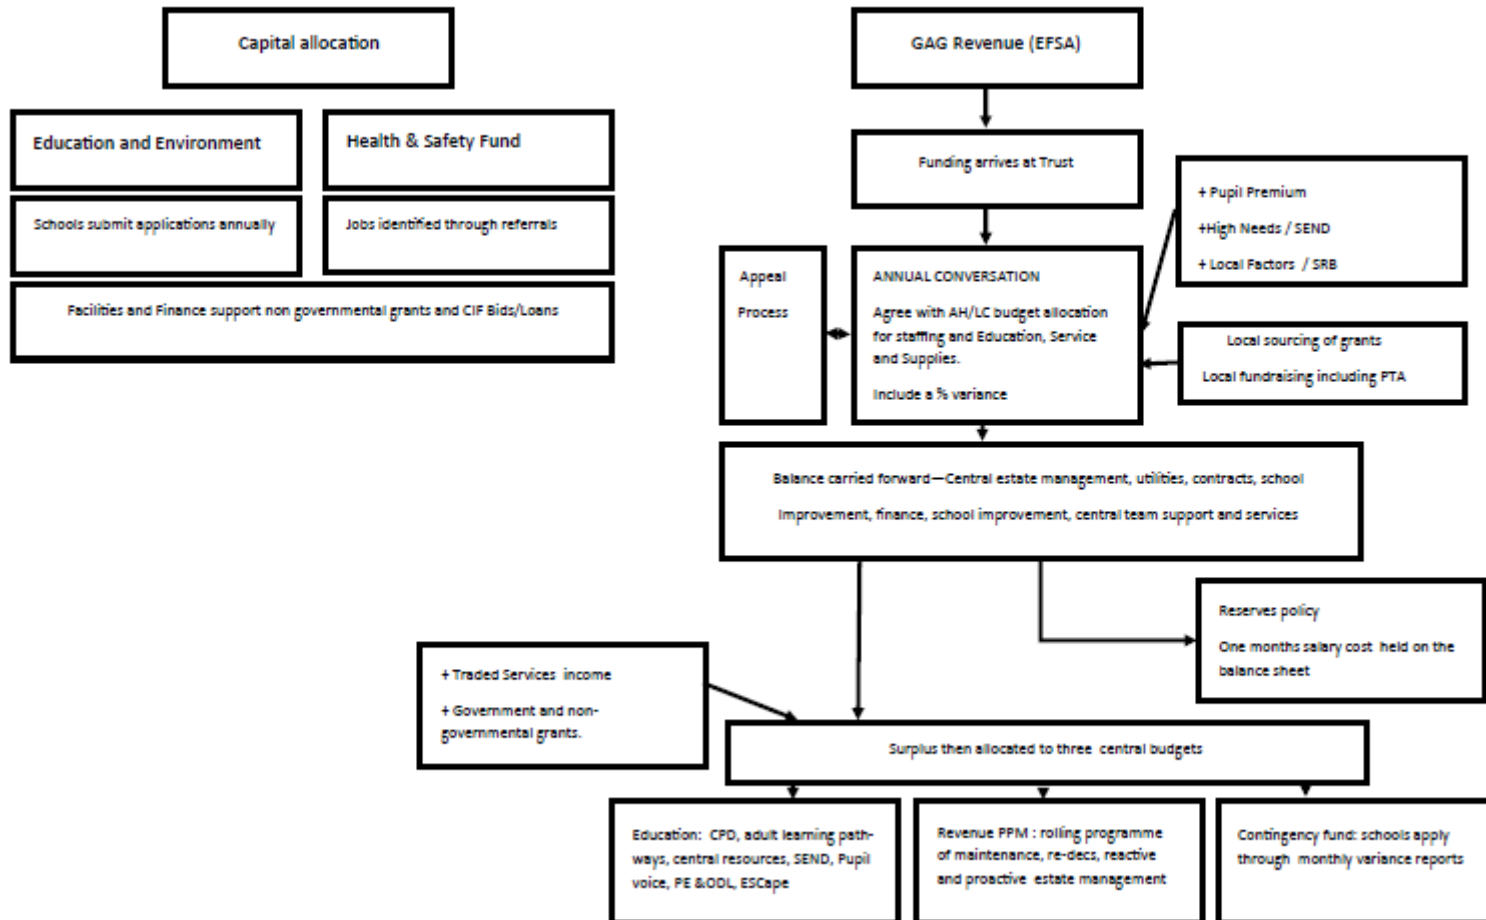 Capital allocation
Education and Environment
Health & Safety Fund
Schools submit applications annually
Jobs identified through referrals
Facilities and Finance support non governmental grants and CIF Bids/Loans
GAG Revenue (EFSA)
Funding arrives at Trust
+ Pupil Premium
+High Needs / SEND
+ Local Factors / SRB
Appeal
Process
ANNUAL CONVERSATION
Agree with AH/LC budget allocation
for staffing and Education, Service
and Supplies.
Include a % variance
Local sourcing of grants
Local fundraising including PTA
Balance carried forward—Central estate management, utilities, contracts, school
Improvement, finance, school improvement, central team support and services
Reserves policy
One months salary cost held on the
balance sheet
+ Traded Services income
+ Government and non-
governmental grants.
Surplus then allocated to three central budgets
Education: CPD, adult learning path-
ways, central resources, SEND, Pupil
voice, PE &ODL, ESCape
Revenue PPM : rolling programme
of maintenance, re-decs, reactive
and proactive estate management
Contingency fund: schools apply
through monthly variance reports